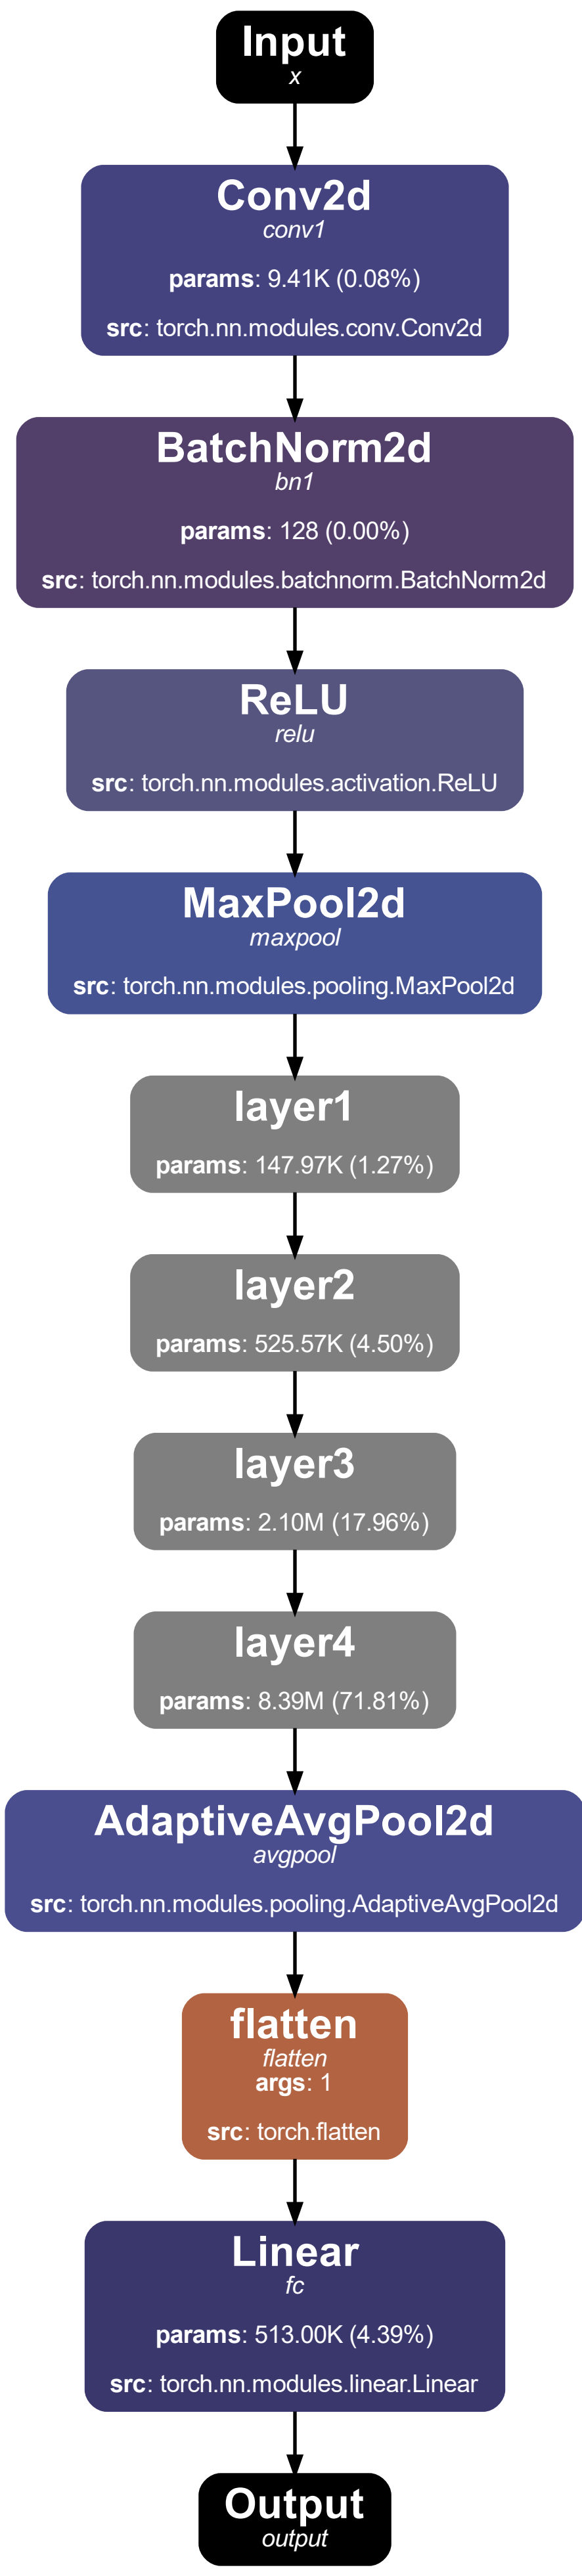 Input
x
Conv2d
conv1
params: 9.41K (0.08%)
src: torch.nn.modules.conv.Conv2d
BatchNorm2d
bn1
params: 128 (0.00%)
src: torch.nn.modules.batchnorm.BatchNorm2d
ReLU
relu
src: torch.nn.modules.activation.ReLU
MaxPool2d
maxpool
src: torch.nn.modules.pooling.MaxPool2d
layer1
params: 147.97K (1.27%)
layer2
params: 525.57K (4.50%)
layer3
params: 2.10M (17.96%)
layer4
params: 8.39M (71.81%)
AdaptiveAvgPool2d
avgpool
src: torch.nn.modules.pooling.AdaptiveAvgPool2d
flatten
flatten
args: 1
src: torch.flatten
Linear
fc
params: 513.00K (4.39%)
src: torch.nn.modules.linear.Linear
Output
output